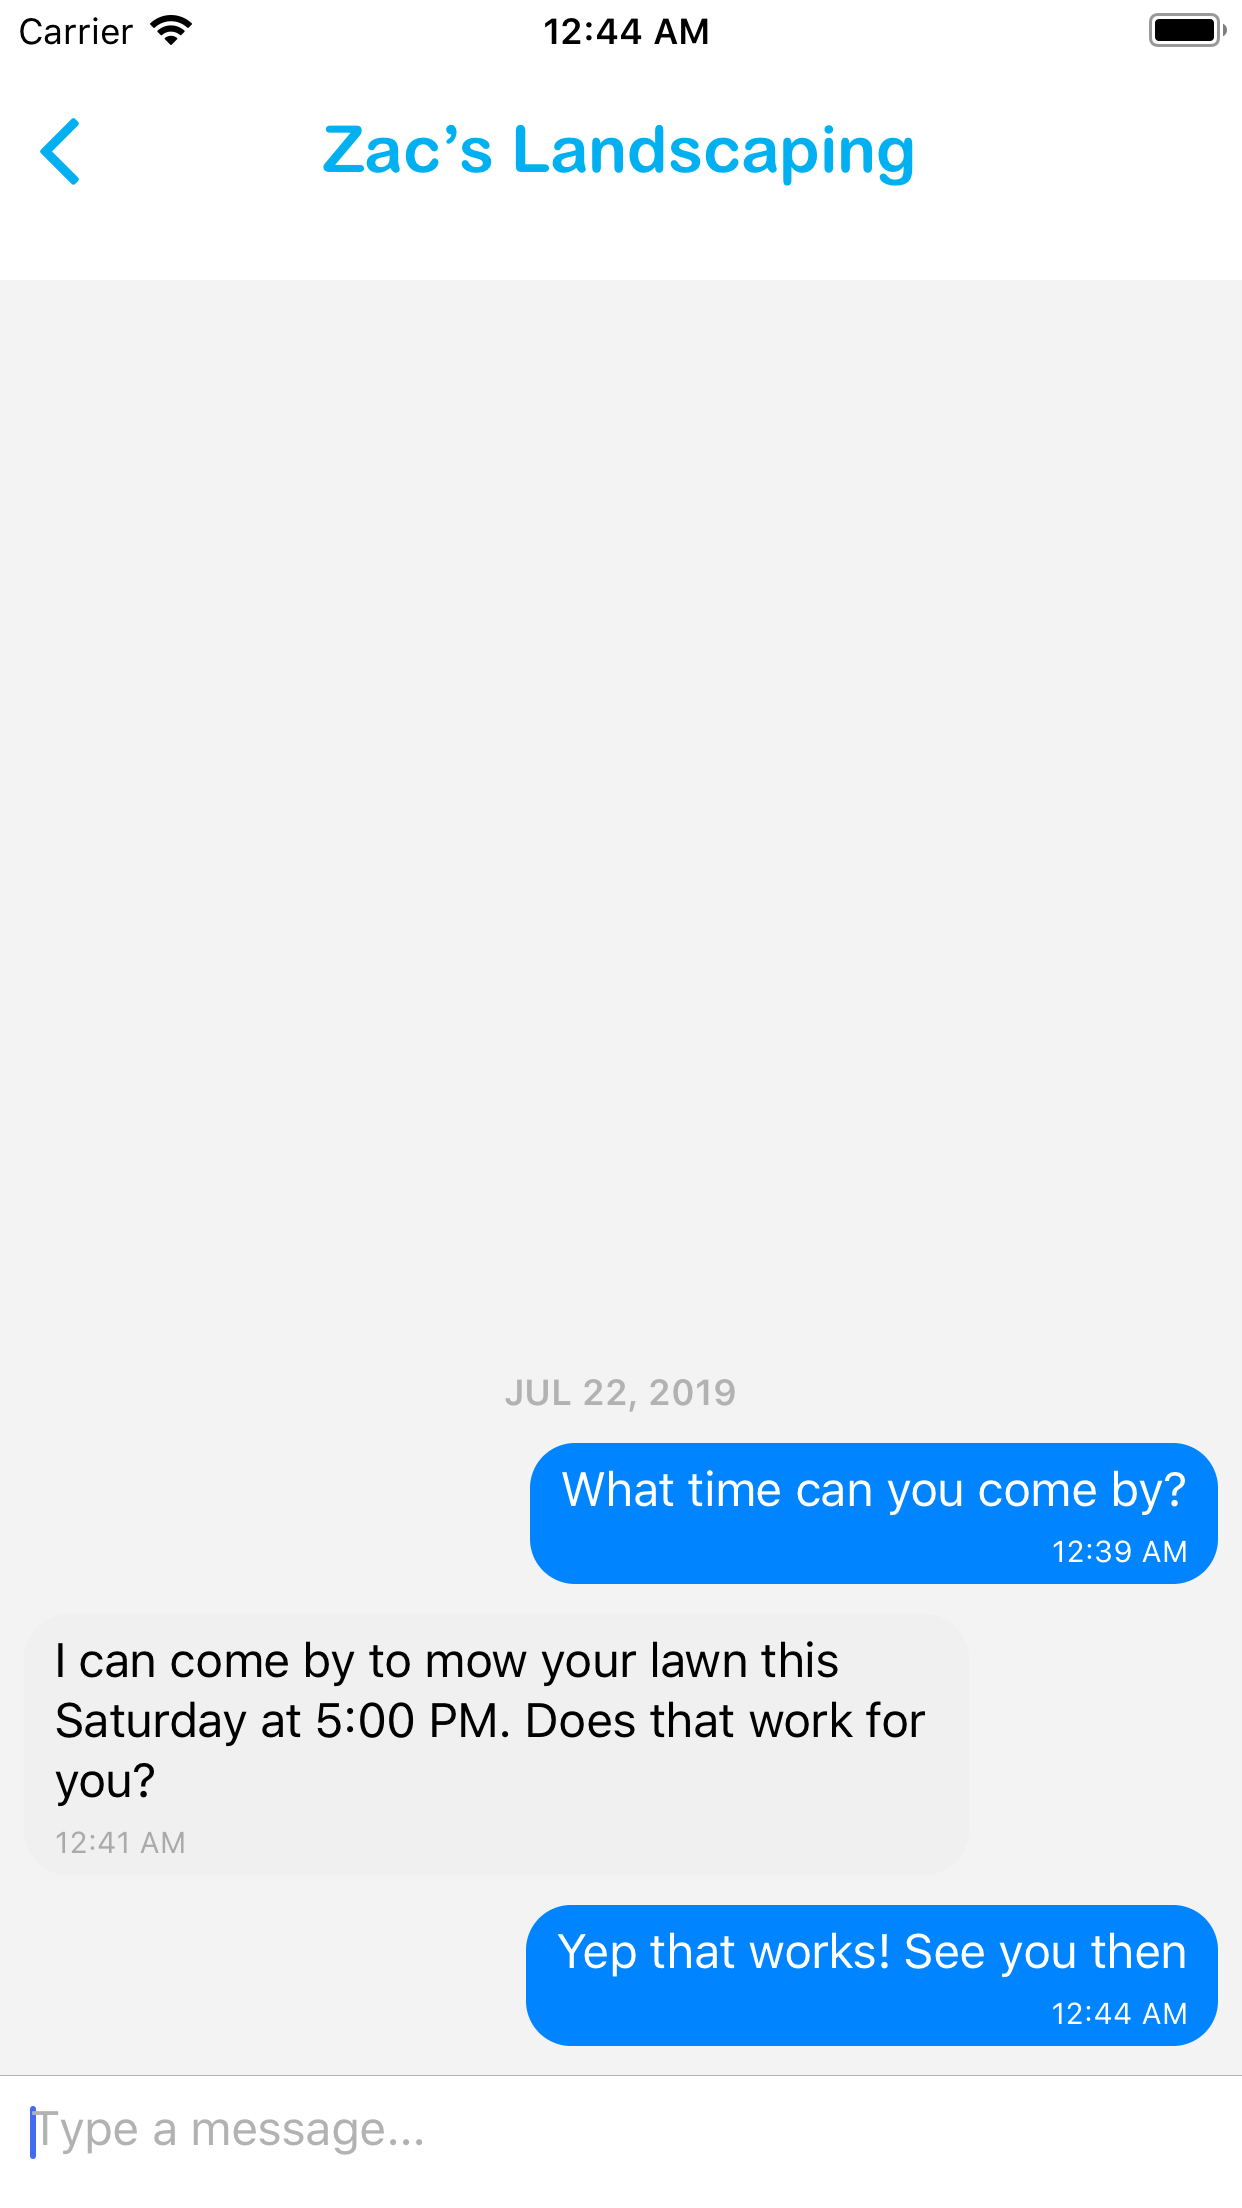 Carrier 12:44 AM
Zac’s Landscaping
JUL 22, 2019
What time can you come by?
12:39 AM
I can come by to mow your lawn this
Saturday at 5:00 PM. Does that work for
you?
12:41 AM
Yep that works! See you then
12:44 AM
Type a message...